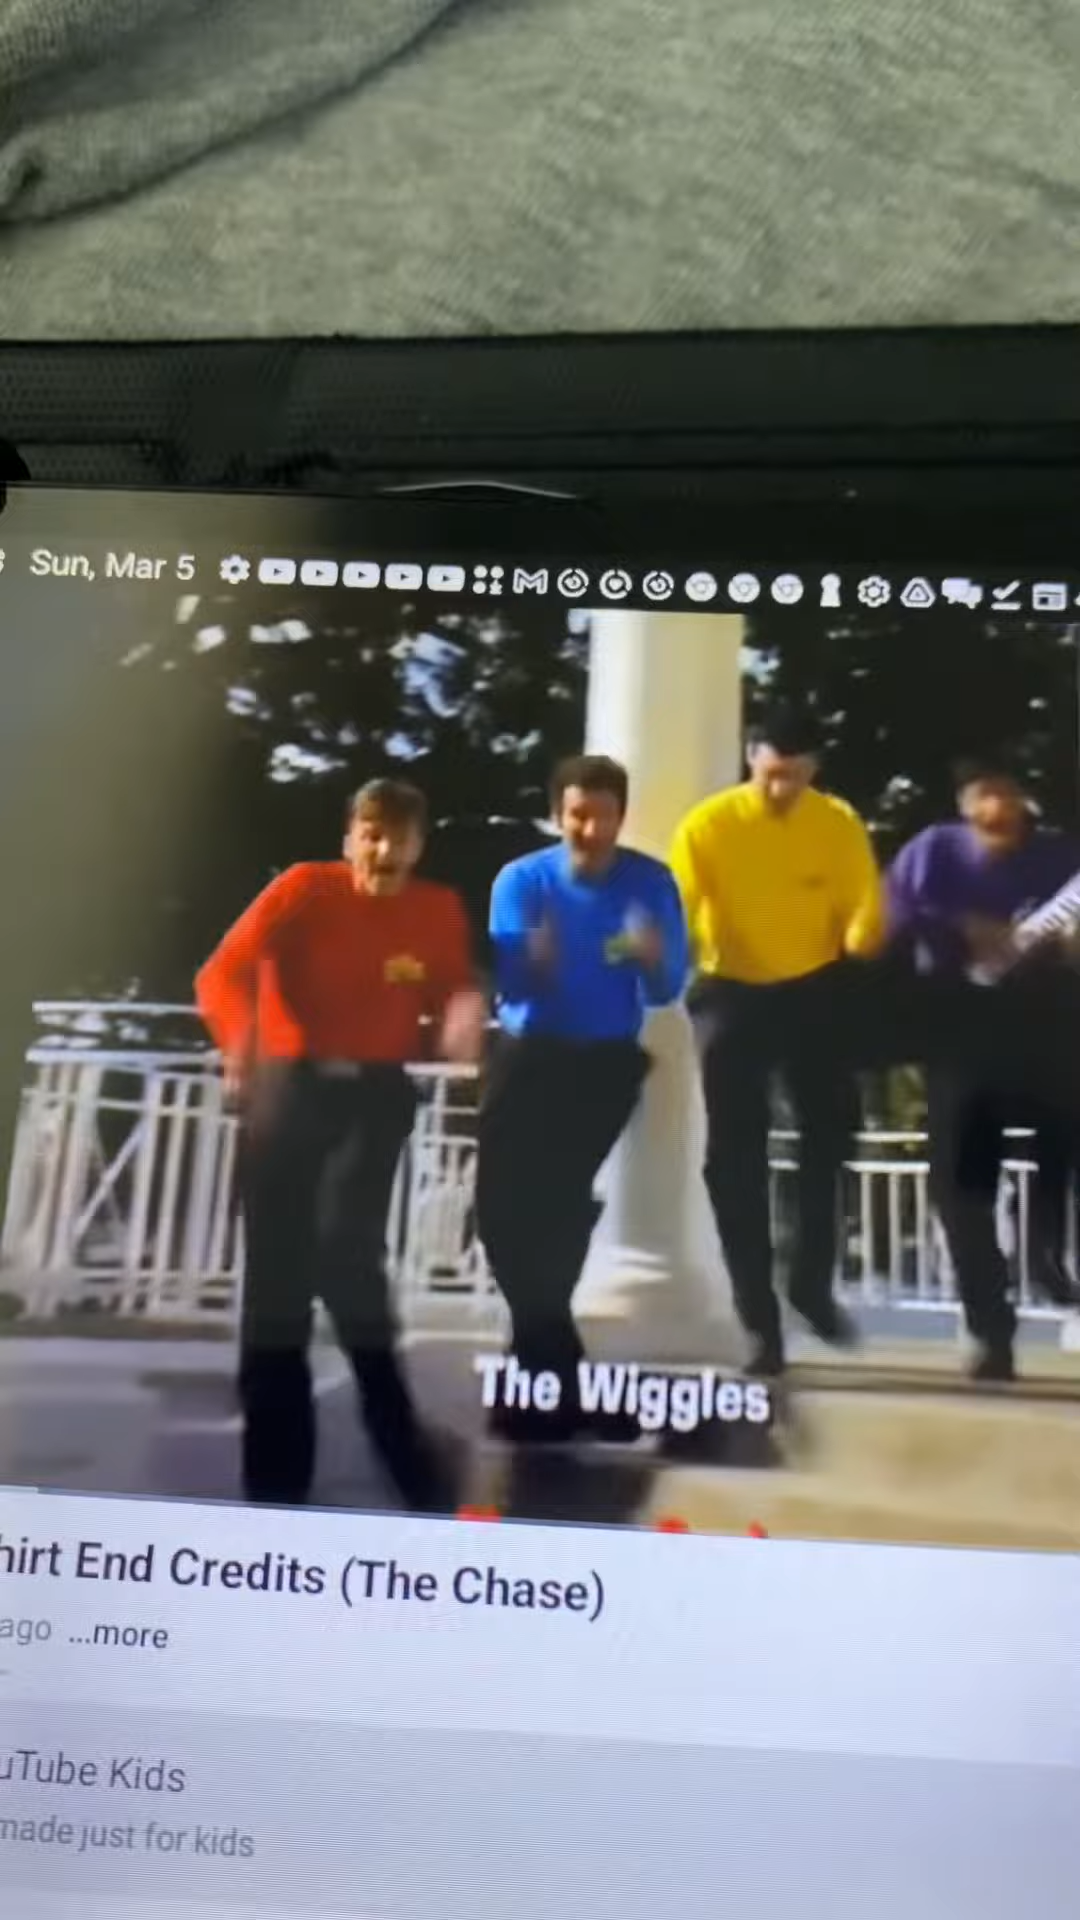 Sun, Mar 5
The Wiggles
hirt End Credits (The Chase)
ago ...more
uTube Kids
made just for kids